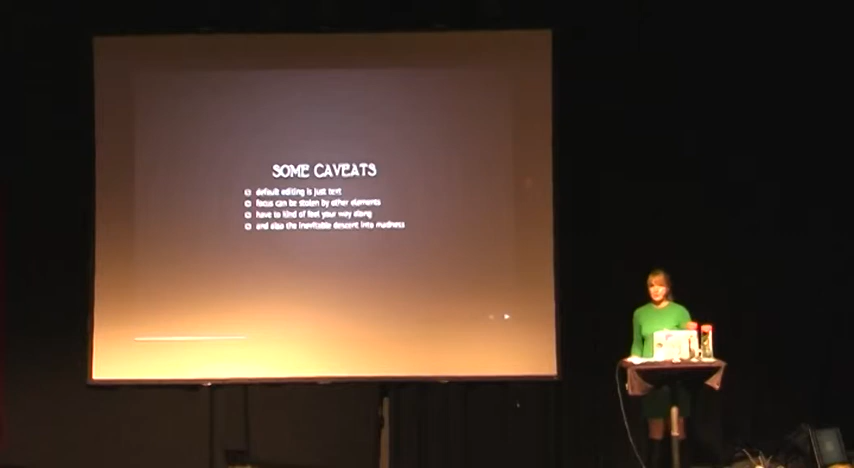 SOME CAVEATS
default editing is just text
focus can be stolen by other elements
have to kind of feel your way along
and also the inevitable descent into madness